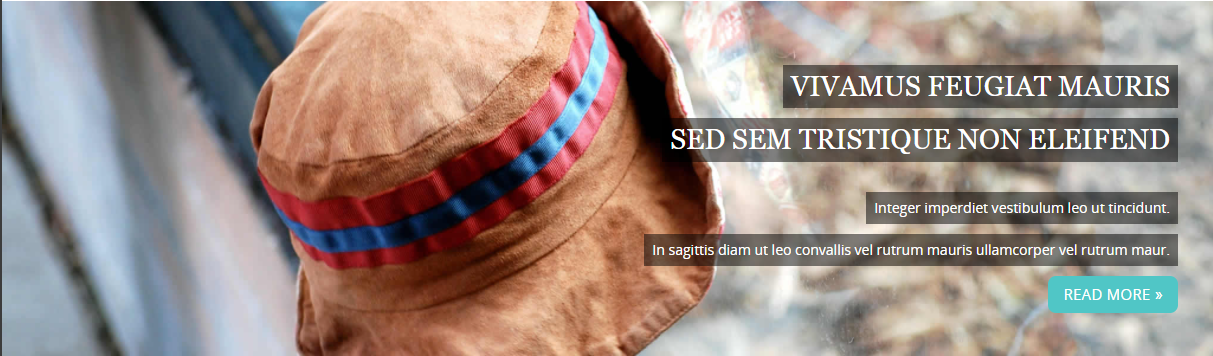 VIVAMUS FEUGIAT MAURIS
SED SEM TRISTIQUE NON ELEIFEND
Integer imperdiet vestibulum leo ut tincidunt.
In sagittis diam ut leo convallis vel rutrum mauris ullamcorper vel rutrum maur.
READ MORE »